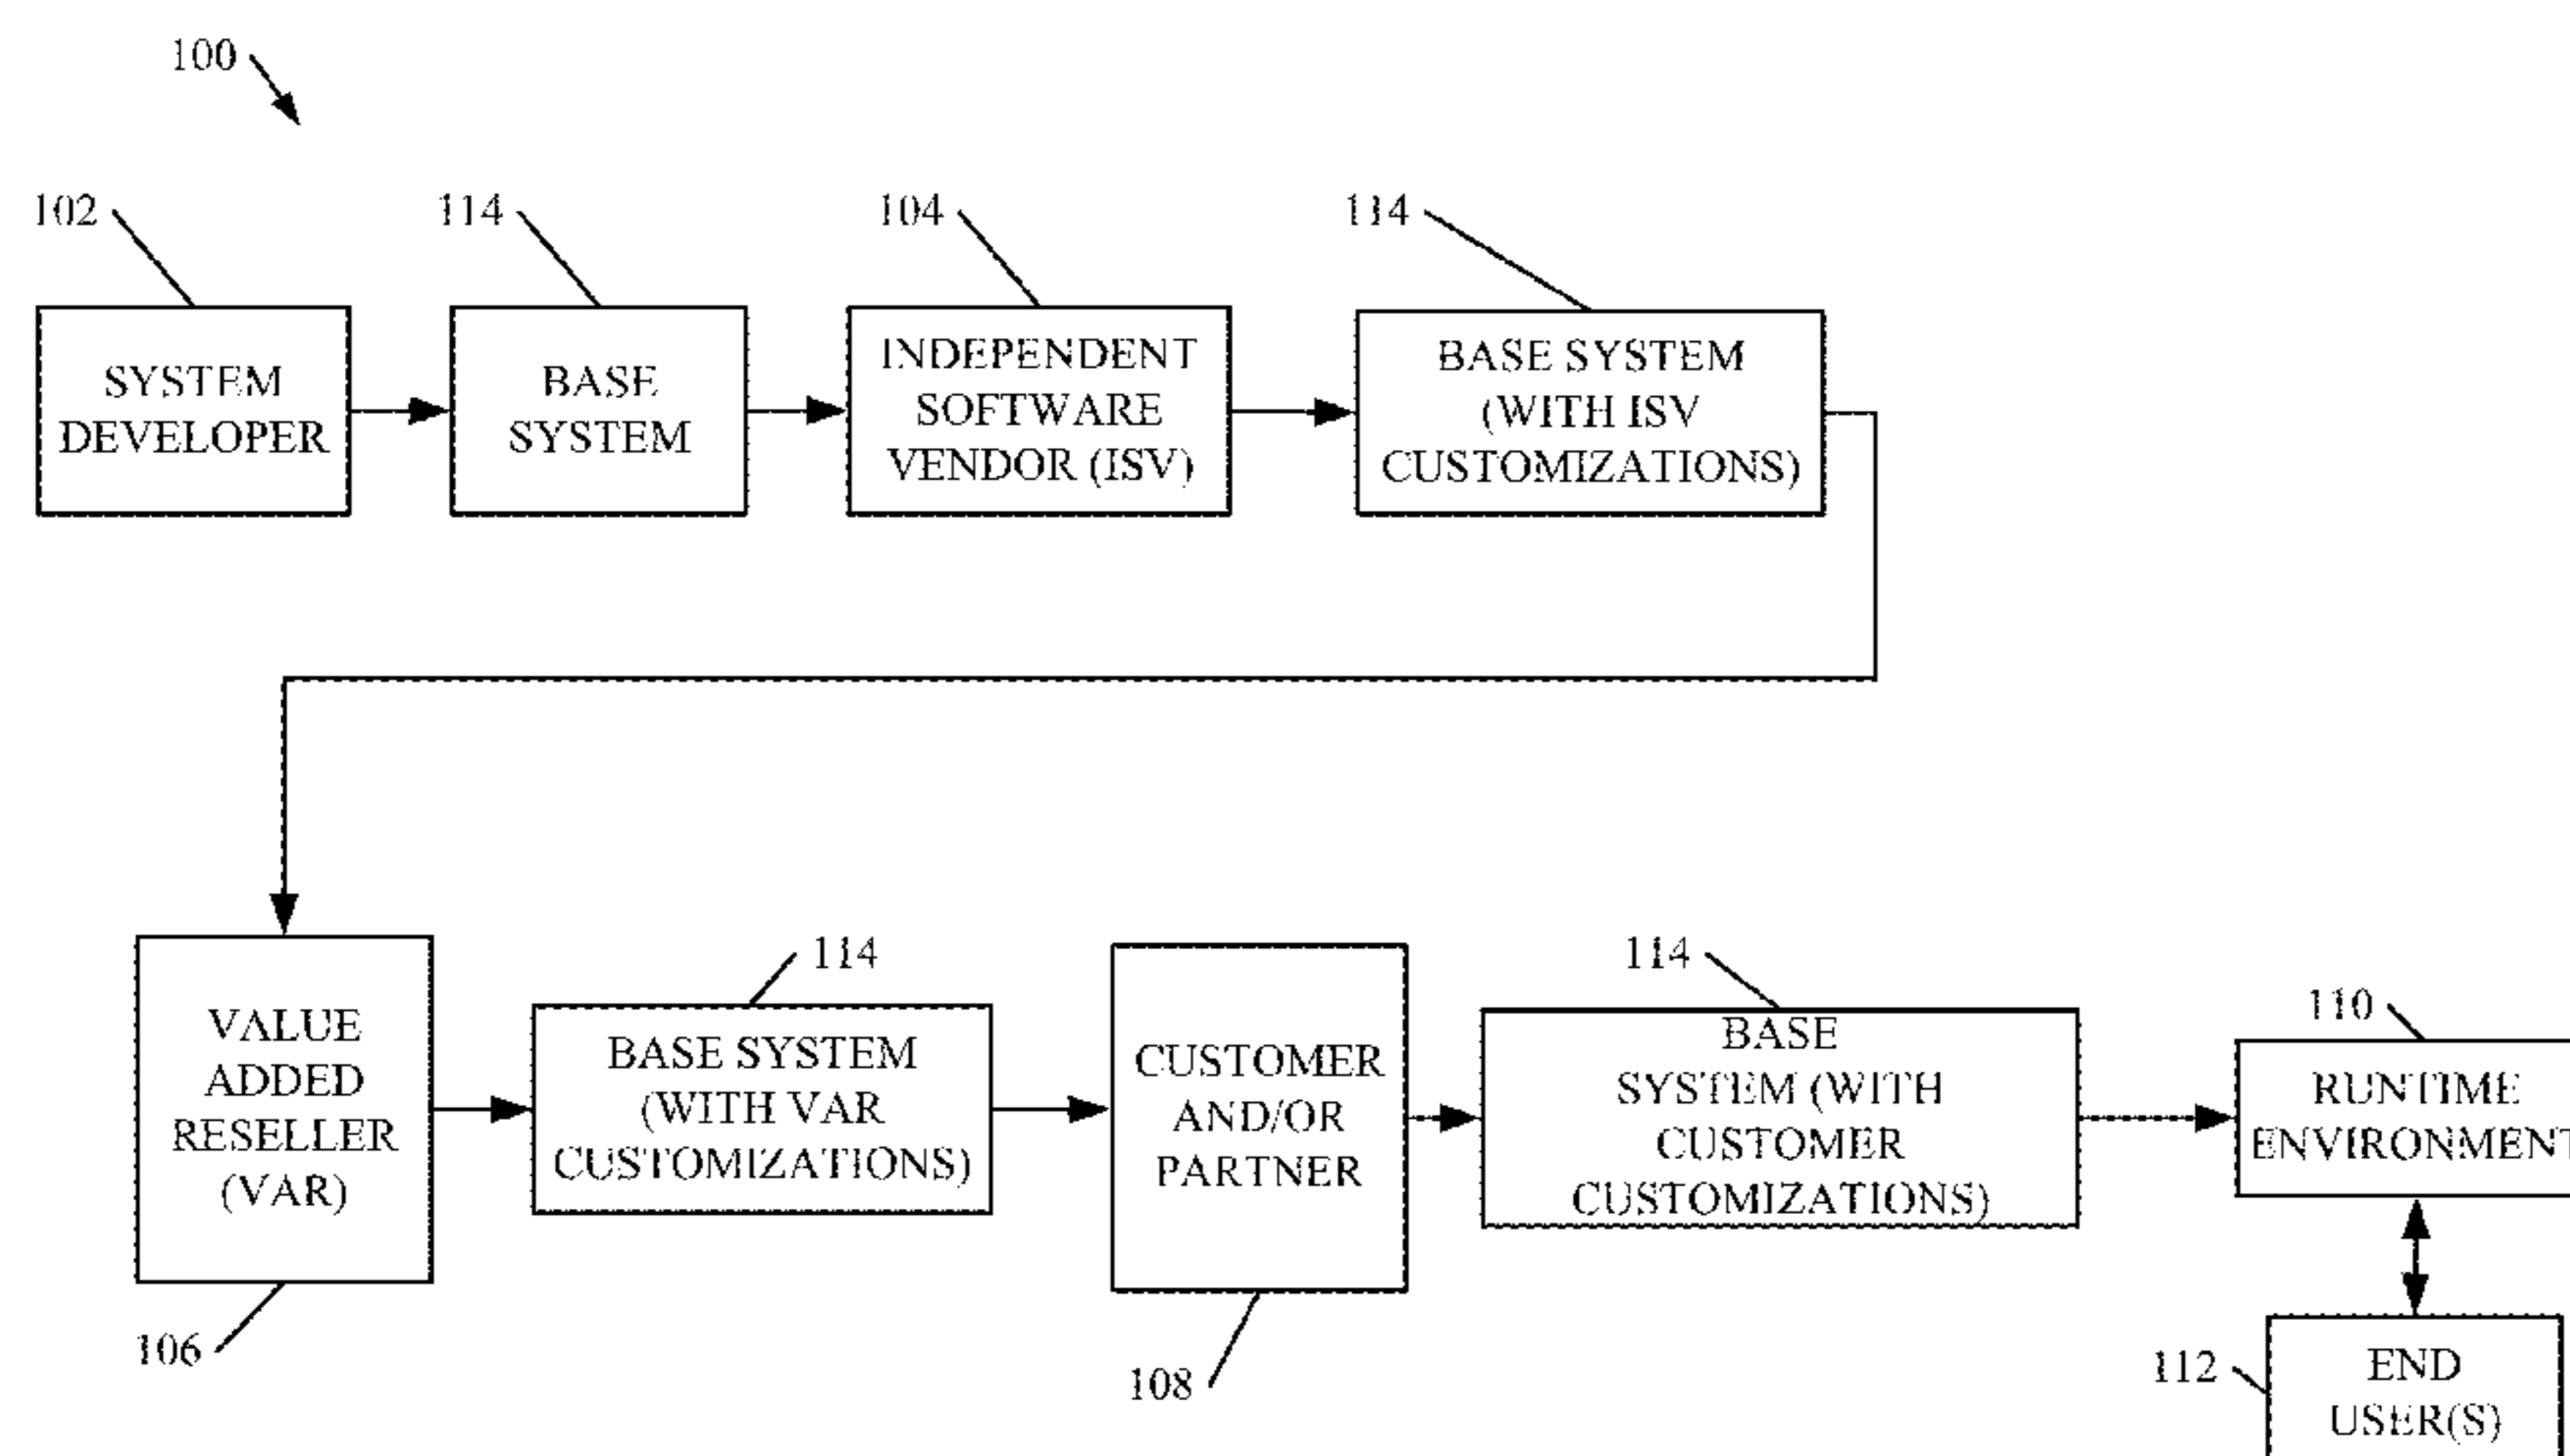 100
102
114
104
114
SYSTEM
DEVELOPER
BASE
SYSTEM
INDEPENDENT
SOFTWARE
VENDOR (ISV)
BASE SYSTEM
(WITH ISV
CUSTOMIZATIONS)
VALUE
ADDED
RESELLER
(VAR)
106
114
BASE SYSTEM
(WITH VAR
CUSTOMIZATIONS)
CUSTOMER
AND/OR
PARTNER
108
114
BASE
SYSTEM (WITH
CUSTOMER
CUSTOMIZATIONS)
110
RUNTIME
ENVIRONMENT
112
END
USER(S)